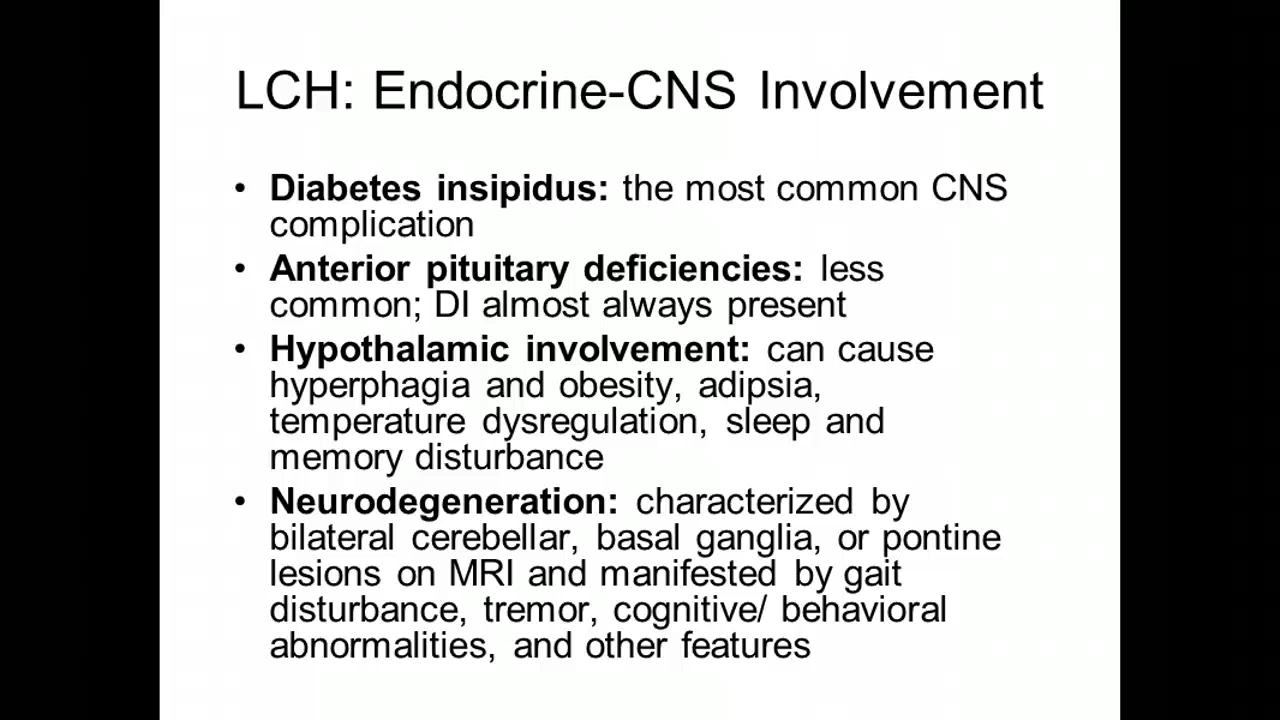 LCH: Endocrine-CNS Involvement
• Diabetes insipidus: the most common CNS
complication
• Anterior pituitary deficiencies: less
common; DI almost always present
• Hypothalamic involvement: can cause
hyperphagia and obesity, adipsia,
temperature dysregulation, sleep and
memory disturbance
• Neurodegeneration: characterized by
bilateral cerebellar, basal ganglia, or pontine
lesions on MRI and manifested by gait
disturbance, tremor, cognitive/ behavioral
abnormalities, and other features